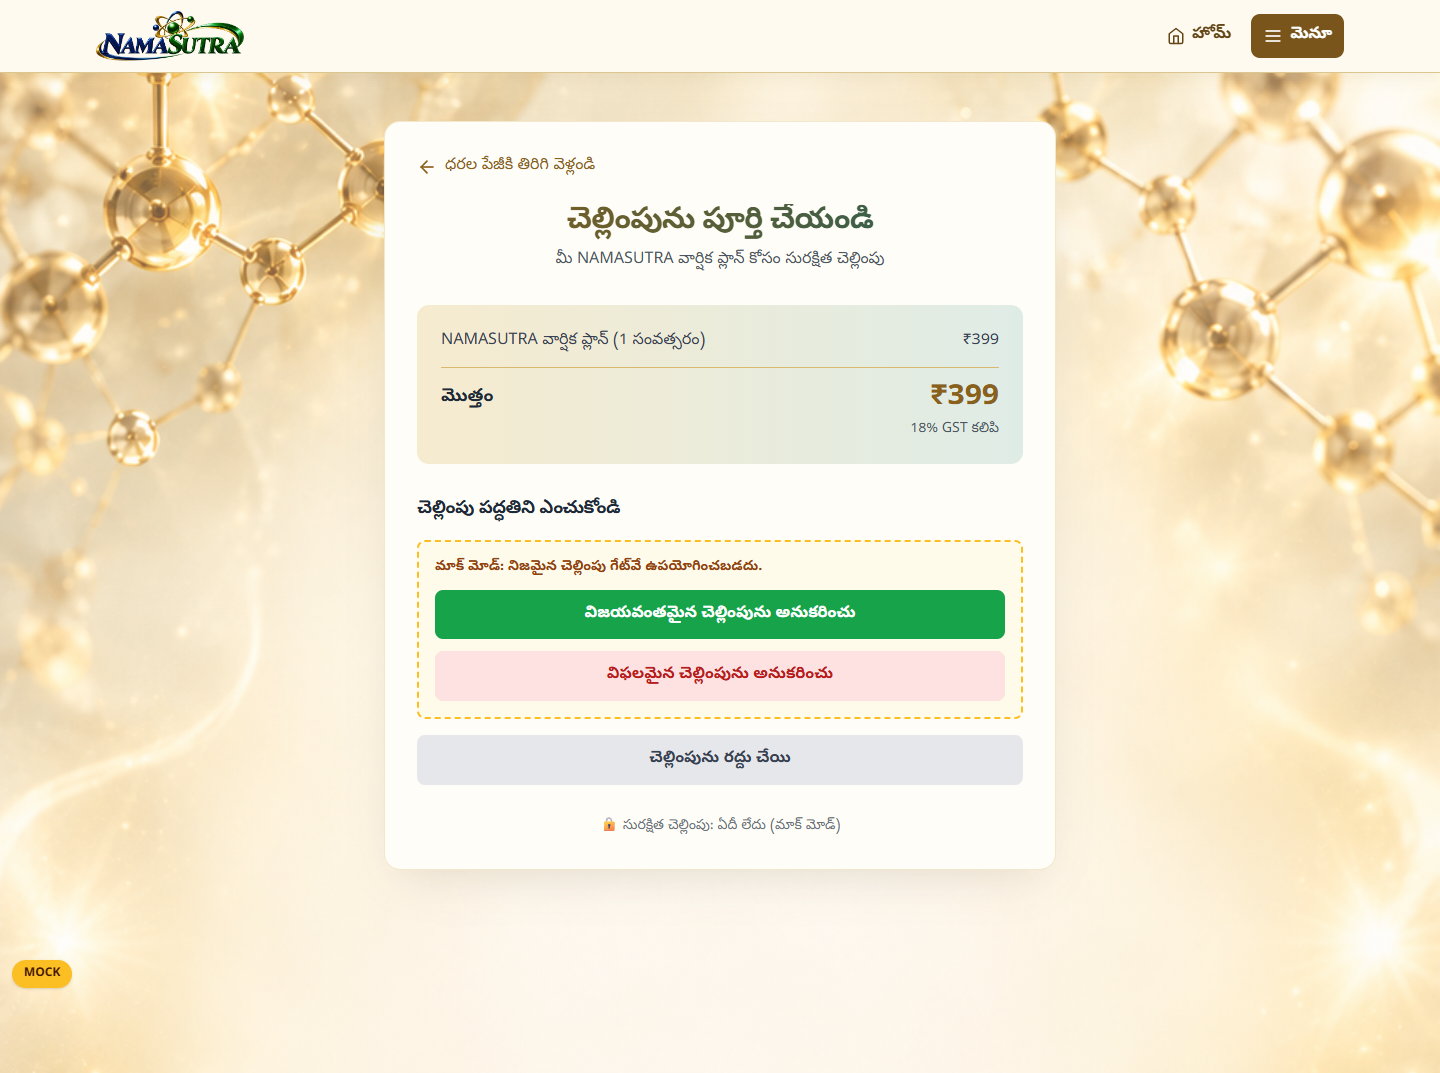 NAMASUTRA
హోమ్
మెనూ
ధరల పేజీకి తిరిగి వెళ్లండి
చెల్లింపును పూర్తి చేయండి
మీ NAMASUTRA వార్షిక ప్లాన్ కోసం సురక్షిత చెల్లింపు
NAMASUTRA వార్షిక ప్లాన్ (1 సంవత్సరం) ₹399
మొత్తం ₹399
18% GST కలిపి
చెల్లింపు పద్ధతిని ఎంచుకోండి
మాక్ మోడ్: నిజమైన చెల్లింపు గేట్‌వే ఉపయోగించబడదు.
విజయవంతమైన చెల్లింపును అనుకరించు
విఫలమైన చెల్లింపును అనుకరించు
చెల్లింపును రద్దు చేయి
🔒 సురక్షిత చెల్లింపు: ఏదీ లేదు (మాక్ మోడ్)
MOCK